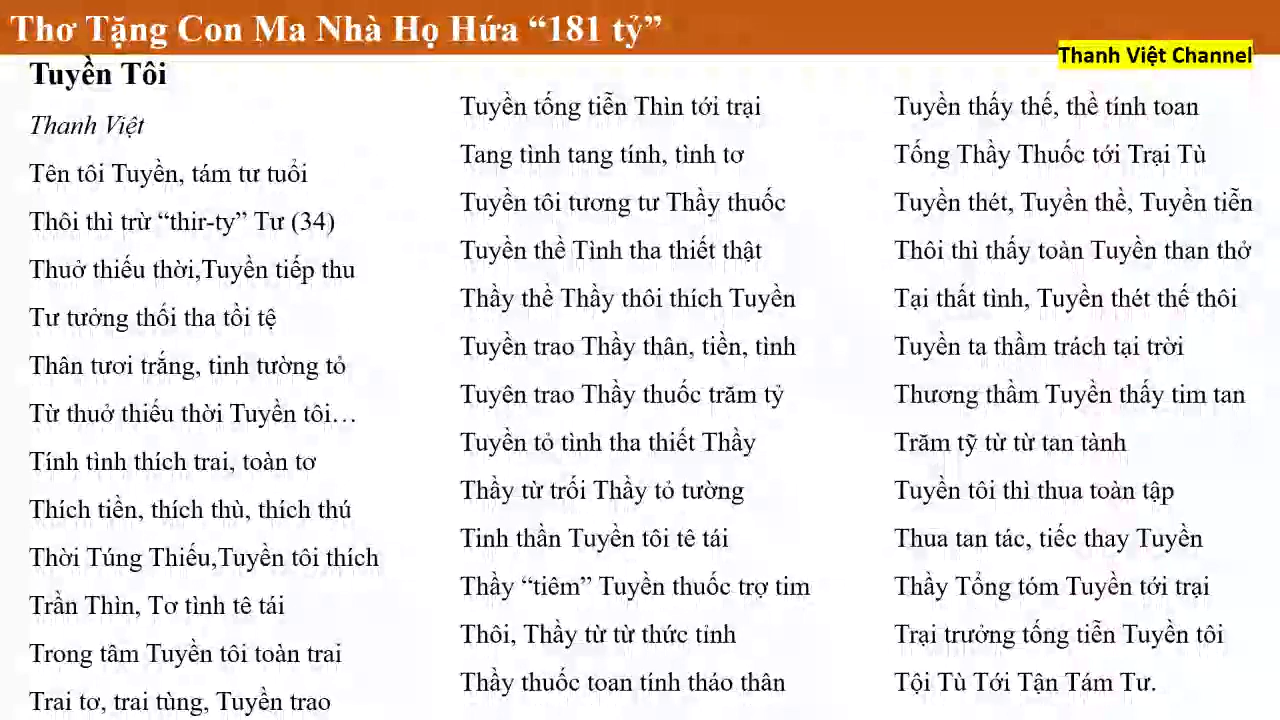 Thơ Tặng Con Ma Nhà Họ Hứa “181 tỷ”
Thanh Việt Channel
Tuyền Tôi
Thanh Việt
Tên tôi Tuyền, tám tư tuổi
Thôi thì trừ “thir-ty” Tư (34)
Thuở thiếu thời,Tuyền tiếp thu
Tư tưởng thối tha tồi tệ
Thân tươi trắng, tinh tường tỏ
Từ thuở thiếu thời Tuyền tôi…
Tính tình thích trai, toàn tơ
Thích tiền, thích thù, thích thú
Thời Túng Thiếu,Tuyền tôi thích
Trần Thìn, Tơ tình tê tái
Trong tâm Tuyền tôi toàn trai
Trai tơ, trai tùng, Tuyền trao
Tuyền tống tiễn Thìn tới trại
Tang tình tang tính, tình tơ
Tuyền tôi tương tư Thầy thuốc
Tuyền thề Tình tha thiết thật
Thầy thề Thầy thôi thích Tuyền
Tuyền trao Thầy thân, tiền, tình
Tuyên trao Thầy thuốc trăm tỷ
Tuyền tỏ tình tha thiết Thầy
Thầy từ trối Thầy tỏ tường
Tinh thần Tuyền tôi tê tái
Thầy “tiêm” Tuyền thuốc trợ tim
Thôi, Thầy từ từ thức tỉnh
Thầy thuốc toan tính tháo thân
Tuyền thấy thế, thề tính toan
Tống Thầy Thuốc tới Trại Tù
Tuyền thét, Tuyền thề, Tuyền tiễn
Thôi thì thấy toàn Tuyền than thở
Tại thất tình, Tuyền thét thế thôi
Tuyền ta thầm trách tại trời
Thương thầm Tuyền thấy tim tan
Trăm tỹ từ từ tan tành
Tuyền tôi thì thua toàn tập
Thua tan tác, tiếc thay Tuyền
Thầy Tổng tóm Tuyền tới trại
Trại trưởng tống tiễn Tuyền tôi
Tội Tù Tới Tận Tám Tư.